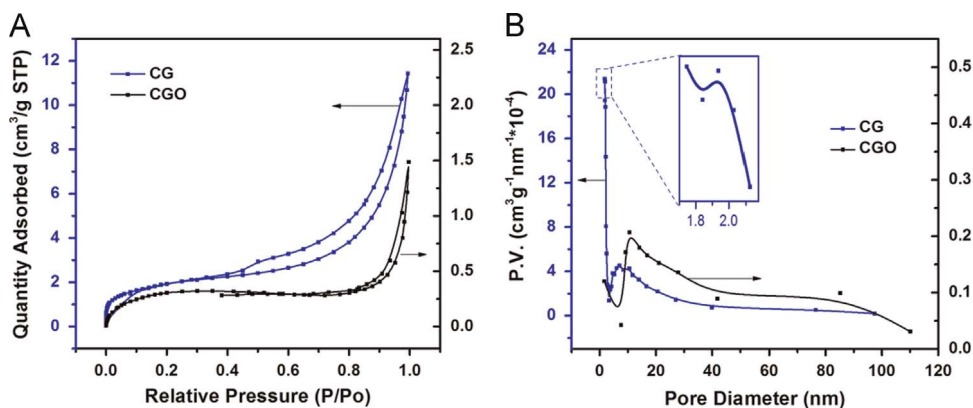 A
Quantity Adsorbed (cm³/g STP)
12
10
8
6
4
2
0
CG
CGO
2.5
2.0
1.5
1.0
0.5
0.0
0.0 0.2 0.4 0.6 0.8 1.0
Relative Pressure (P/Po)
B
P.V. (cm³g⁻¹nm⁻¹*10⁻⁴)
24
20
16
12
8
4
0
1.8 2.0
CG
CGO
0.5
0.4
0.3
0.2
0.1
0.0
0 20 40 60 80 100 120
Pore Diameter (nm)